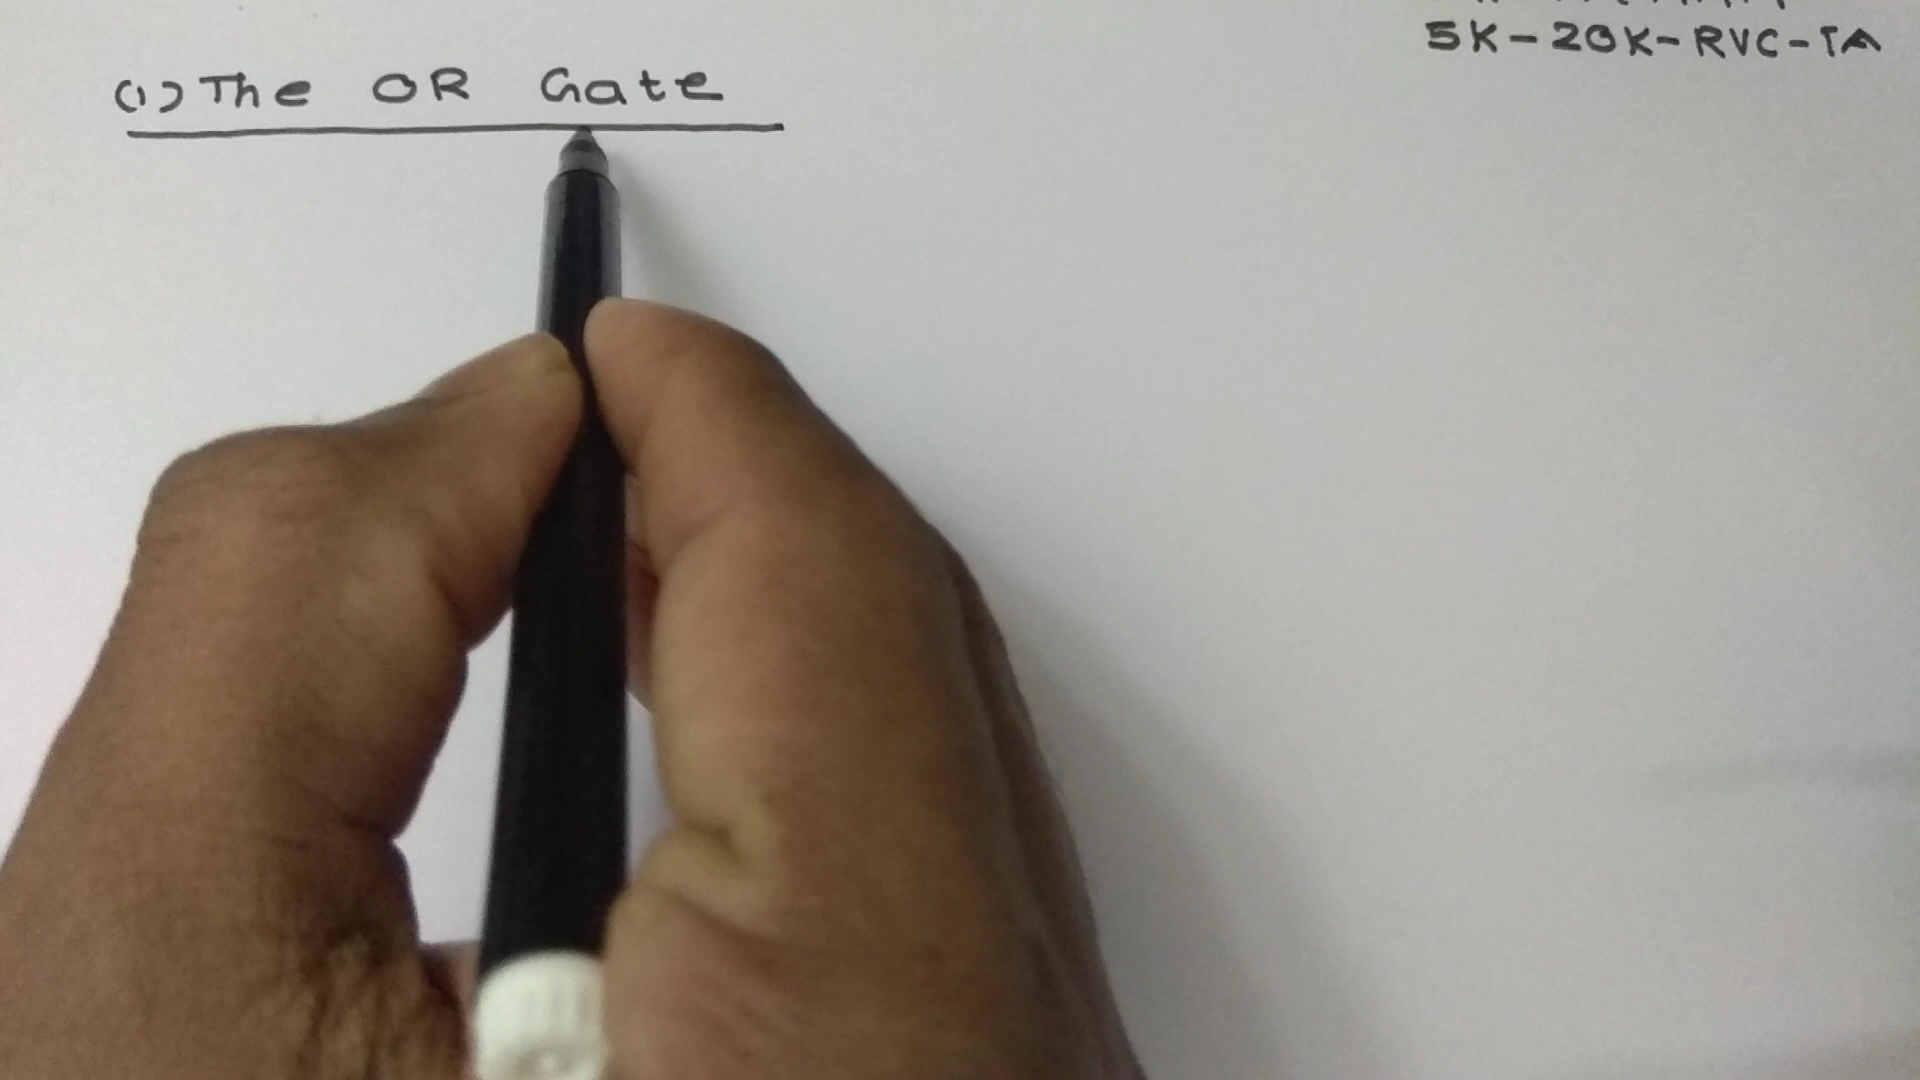 5K-20K-RVC-TA
(1) The OR Gate